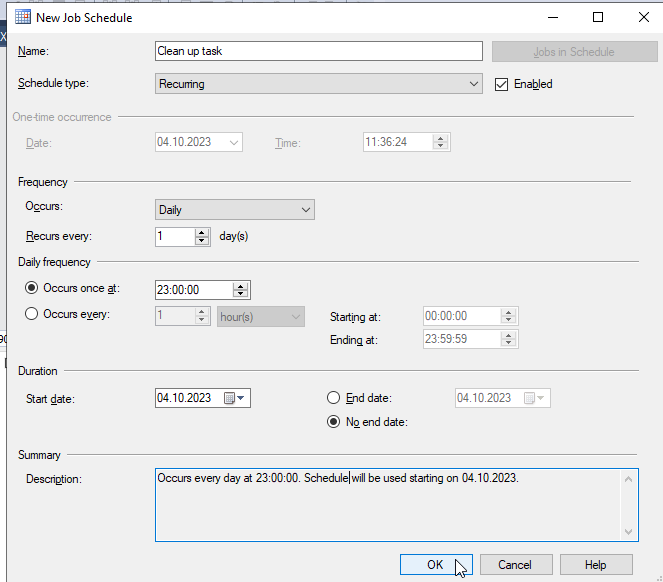 New Job Schedule
Name: Clean up task Jobs in Schedule
Schedule type: Recurring Enabled
One-time occurrence
Date: 04.10.2023 Time: 11:36:24
Frequency
Occurs: Daily
Recurs every: 1 day(s)
Daily frequency
Occurs once at: 23:00:00
Occurs every: 1 hour(s) Starting at: 00:00:00
Ending at: 23:59:59
Duration
Start date: 04.10.2023 End date: 04.10.2023
No end date:
Summary
Description: Occurs every day at 23:00:00. Schedule will be used starting on 04.10.2023.
OK Cancel Help